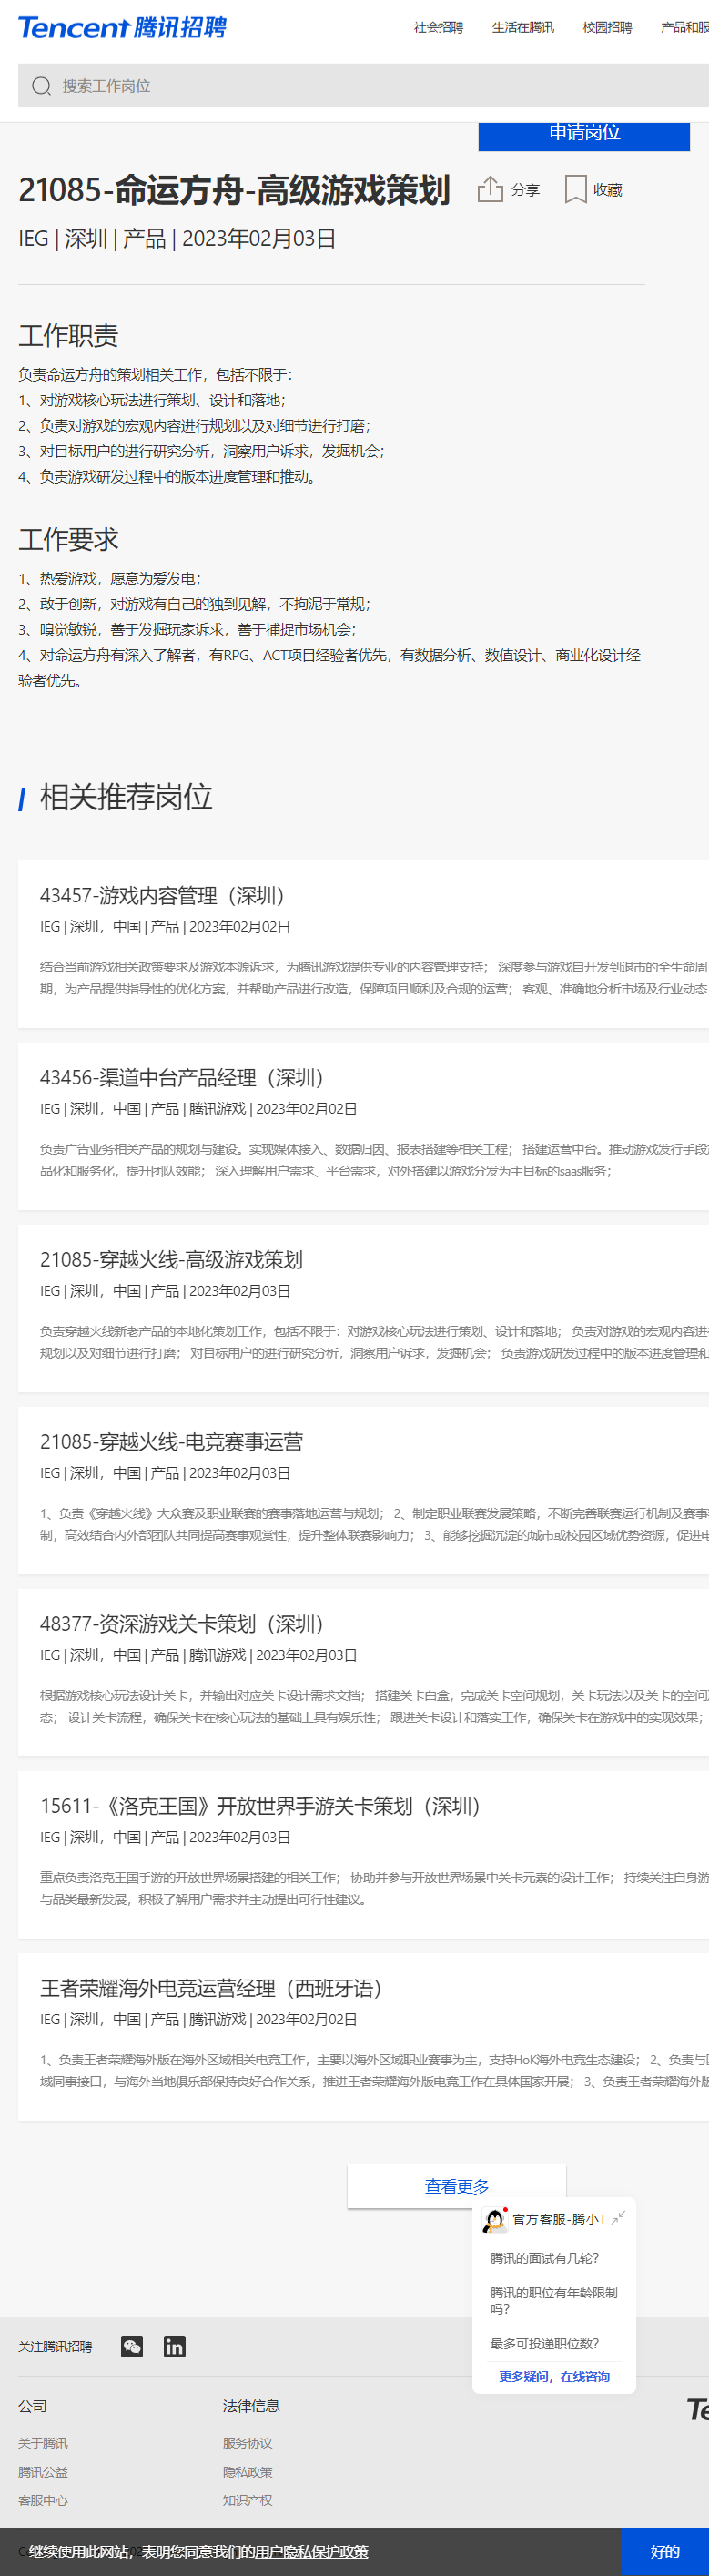 Tencent 腾讯招聘
社会招聘 生活在腾讯 校园招聘 产品和服
搜索工作岗位
申请岗位
21085-命运方舟-高级游戏策划 分享 收藏
IEG | 深圳 | 产品 | 2023年02月03日
工作职责
负责命运方舟的策划相关工作，包括不限于：
1、对游戏核心玩法进行策划、设计和落地；
2、负责对游戏的宏观内容进行规划以及对细节进行打磨；
3、对目标用户的进行研究分析，洞察用户诉求，发掘机会；
4、负责游戏研发过程中的版本进度管理和推动。
工作要求
1、热爱游戏，愿意为爱发电；
2、敢于创新，对游戏有自己的独到见解，不拘泥于常规；
3、嗅觉敏锐，善于发掘玩家诉求，善于捕捉市场机会；
4、对命运方舟有深入了解者，有RPG、ACT项目经验者优先，有数据分析、数值设计、商业化设计经
验者优先。
相关推荐岗位
43457-游戏内容管理（深圳）
IEG | 深圳，中国 | 产品 | 2023年02月02日
结合当前游戏相关政策要求及游戏本源诉求，为腾讯游戏提供专业的内容管理支持； 深度参与游戏自开发到退市的全生命周
期，为产品提供指导性的优化方案，并帮助产品进行改造，保障项目顺利及合规的运营； 客观、准确地分析市场及行业动态
43456-渠道中台产品经理（深圳）
IEG | 深圳，中国 | 产品 | 腾讯游戏 | 2023年02月02日
负责广告业务相关产品的规划与建设。实现媒体接入、数据归因、报表搭建等相关工程； 搭建运营中台。推动游戏发行手段
品化和服务化，提升团队效能； 深入理解用户需求、平台需求，对外搭建以游戏分发为主目标的saas服务；
21085-穿越火线-高级游戏策划
IEG | 深圳，中国 | 产品 | 2023年02月03日
负责穿越火线新老产品的本地化策划工作，包括不限于：对游戏核心玩法进行策划、设计和落地； 负责对游戏的宏观内容进
规划以及对细节进行打磨； 对目标用户的进行研究分析，洞察用户诉求，发掘机会； 负责游戏研发过程中的版本进度管理和
21085-穿越火线-电竞赛事运营
IEG | 深圳，中国 | 产品 | 2023年02月03日
1、负责《穿越火线》大众赛及职业联赛的赛事落地运营与规划； 2、制定职业联赛发展策略，不断完善联赛运行机制及赛事
制，高效结合内外部团队共同提高赛事观赏性，提升整体联赛影响力； 3、能够挖掘沉淀的城市或校园区域优势资源，促进电
48377-资深游戏关卡策划（深圳）
IEG | 深圳，中国 | 产品 | 腾讯游戏 | 2023年02月03日
根据游戏核心玩法设计关卡，并输出对应关卡设计需求文档； 搭建关卡白盒，完成关卡空间规划，关卡玩法以及关卡的空间
态； 设计关卡流程，确保关卡在核心玩法的基础上具有娱乐性； 跟进关卡设计和落实工作，确保关卡在游戏中的实现效果；
15611-《洛克王国》开放世界手游关卡策划（深圳）
IEG | 深圳，中国 | 产品 | 2023年02月03日
重点负责洛克王国手游的开放世界场景搭建的相关工作； 协助并参与开放世界场景中关卡元素的设计工作； 持续关注自身游
与品类最新发展，积极了解用户需求并主动提出可行性建议。
王者荣耀海外电竞运营经理（西班牙语）
IEG | 深圳，中国 | 产品 | 腾讯游戏 | 2023年02月02日
1、负责王者荣耀海外版在海外区域相关电竞工作，主要以海外区域职业赛事为主，支持HoK海外电竞生态建设； 2、负责与
域同事接口，与海外当地俱乐部保持良好合作关系，推进王者荣耀海外版电竞工作在具体国家开展； 3、负责王者荣耀海外版
查看更多
官方客服-腾小T
腾讯的面试有几轮？
腾讯的职位有年龄限制
吗？
最多可投递职位数？
更多疑问，在线咨询
关注腾讯招聘
公司 法律信息
关于腾讯 服务协议
腾讯公益 隐私政策
客服中心 知识产权
继续使用此网站，表明您同意我们的用户隐私保护政策 好的